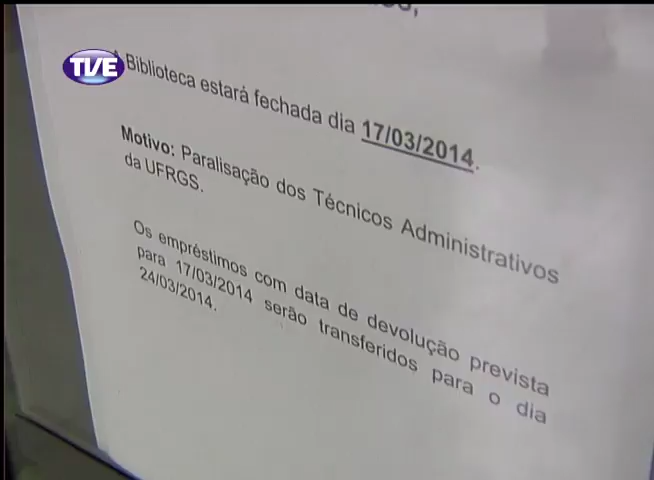 TVE
A Biblioteca estará fechada dia 17/03/2014.
Motivo: Paralisação dos Técnicos Administrativos
da UFRGS.
Os empréstimos com data de devolução prevista
para 17/03/2014 serão transferidos para o dia
24/03/2014.